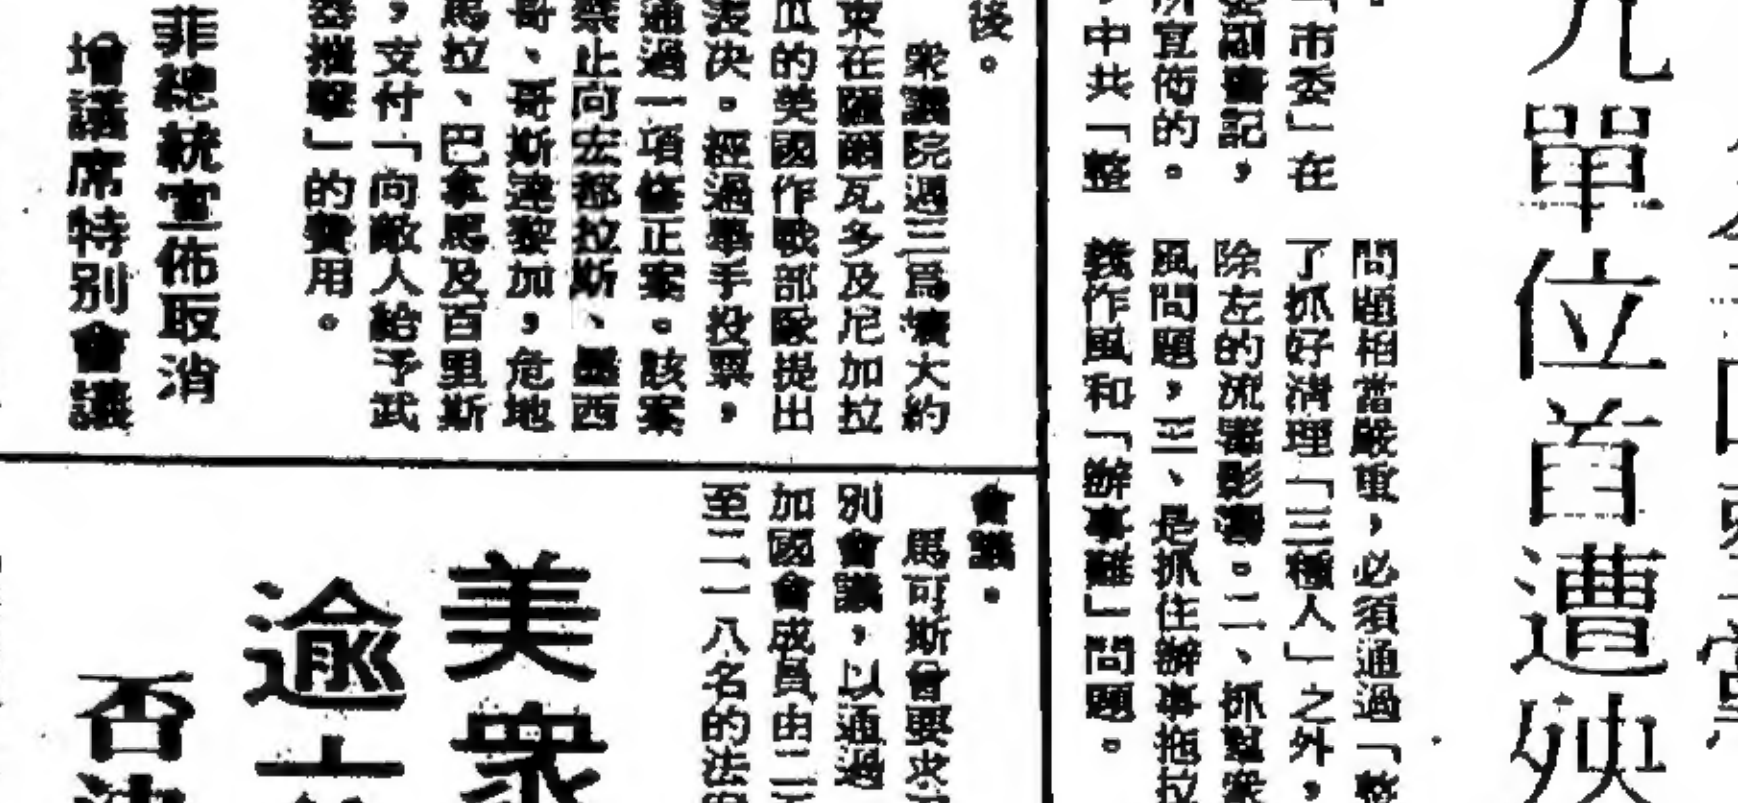 九單位首遭殃
「市委」在
副書記，
所宣佈的。
中共「整
問題相當嚴重，必須通過「整
了抓好清理「三種人」之外，
除左的流毒影響。二、抓
風問題，三、是抓住辦事拖拉
義作風和「辦事難」問題。
後。
衆議院週三爲壙大約
束在薩爾瓦多及尼加拉
瓜的美國作戰部隊提出
表決。經過舉手投票，
通過一項修正案。該案
禁止向宏都拉斯、墨西
哥、哥斯達黎加，危地
馬拉、巴拿馬及百里斯
，支付「向敵人給予武
器摧擊」的費用。
菲總統宣佈取消
增議席特別會議
會議。
馬可斯曾要求
別會議，以通過
加國會成員由二
至二一八名的法
美衆
逾
否決